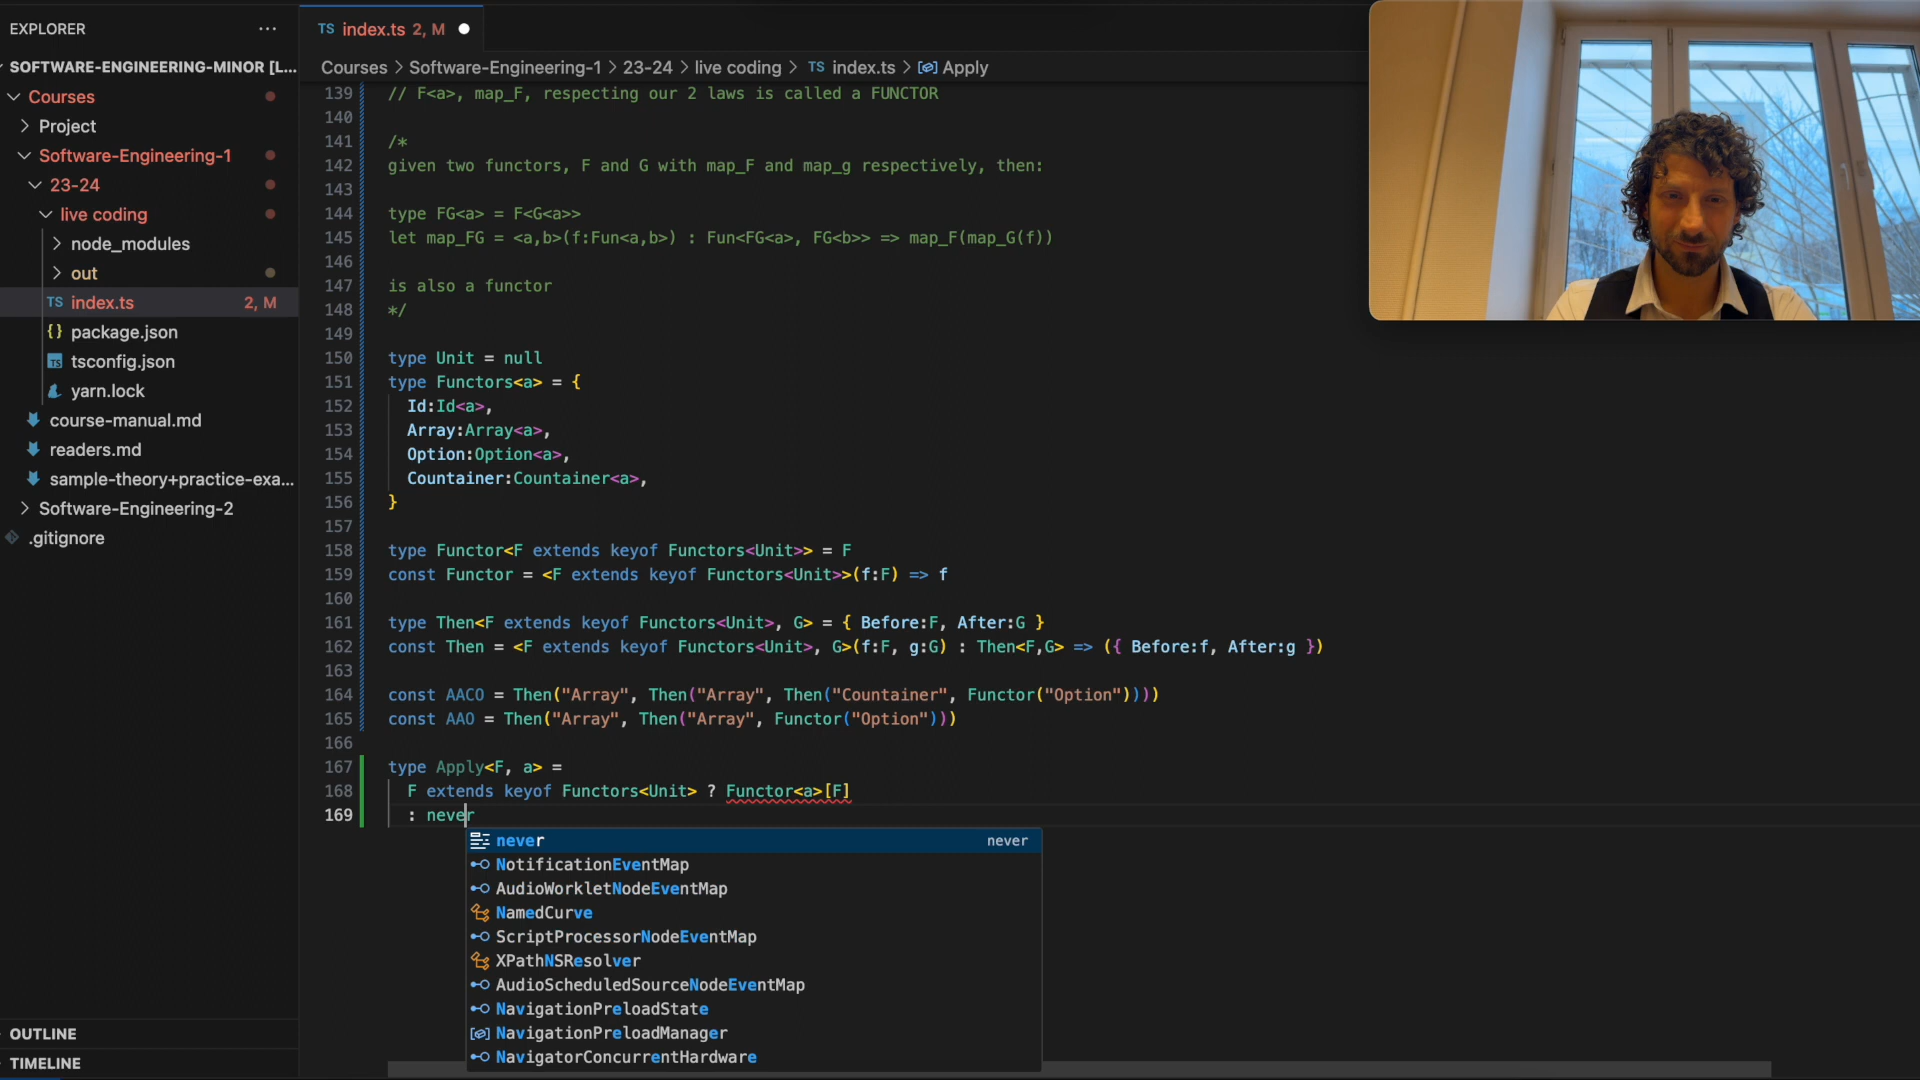 EXPLORER
SOFTWARE-ENGINEERING-MINOR [L...
Courses
Project
Software-Engineering-1
23-24
live coding
node_modules
out
TS index.ts 2, M
{} package.json
TS tsconfig.json
yarn.lock
course-manual.md
readers.md
sample-theory+practice-exa...
Software-Engineering-2
.gitignore
OUTLINE
TIMELINE
TS index.ts 2, M
Courses > Software-Engineering-1 > 23-24 > live coding > TS index.ts > Apply
139 // F<a>, map_F, respecting our 2 laws is called a FUNCTOR
140
141 /*
142 given two functors, F and G with map_F and map_g respectively, then:
143
144 type FG<a> = F<G<a>>
145 let map_FG = <a,b>(f:Fun<a,b>) : Fun<FG<a>, FG<b>> => map_F(map_G(f))
146
147 is also a functor
148 */
149
150 type Unit = null
151 type Functors<a> = {
152 Id:Id<a>,
153 Array:Array<a>,
154 Option:Option<a>,
155 Countainer:Countainer<a>,
156 }
157
158 type Functor<F extends keyof Functors<Unit>> = F
159 const Functor = <F extends keyof Functors<Unit>>(f:F) => f
160
161 type Then<F extends keyof Functors<Unit>, G> = { Before:F, After:G }
162 const Then = <F extends keyof Functors<Unit>, G>(f:F, g:G) : Then<F,G> => ({ Before:f, After:g })
163
164 const AACO = Then("Array", Then("Array", Then("Countainer", Functor("Option"))))
165 const AAO = Then("Array", Then("Array", Functor("Option")))
166
167 type Apply<F, a> =
168 F extends keyof Functors<Unit> ? Functor<a>[F]
169 : never
never never
NotificationEventMap
AudioWorkletNodeEventMap
NamedCurve
ScriptProcessorNodeEventMap
XPathNSResolver
AudioScheduledSourceNodeEventMap
NavigationPreloadState
NavigationPreloadManager
NavigatorConcurrentHardware